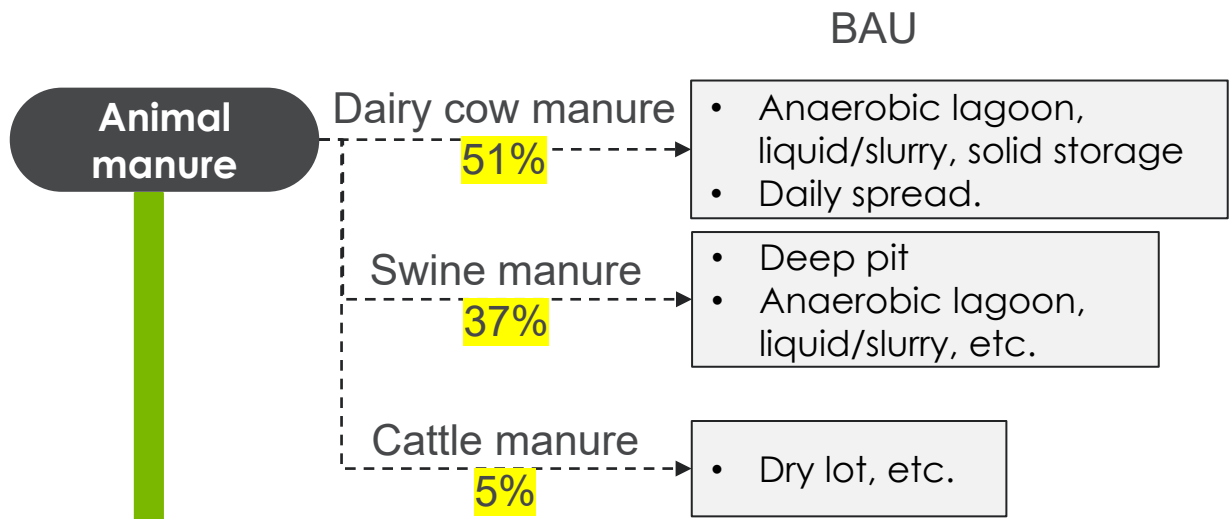 BAU
Animal
manure
Dairy cow manure
51%
• Anaerobic lagoon,
liquid/slurry, solid storage
• Daily spread.
Swine manure
37%
• Deep pit
• Anaerobic lagoon,
liquid/slurry, etc.
Cattle manure
5%
• Dry lot, etc.